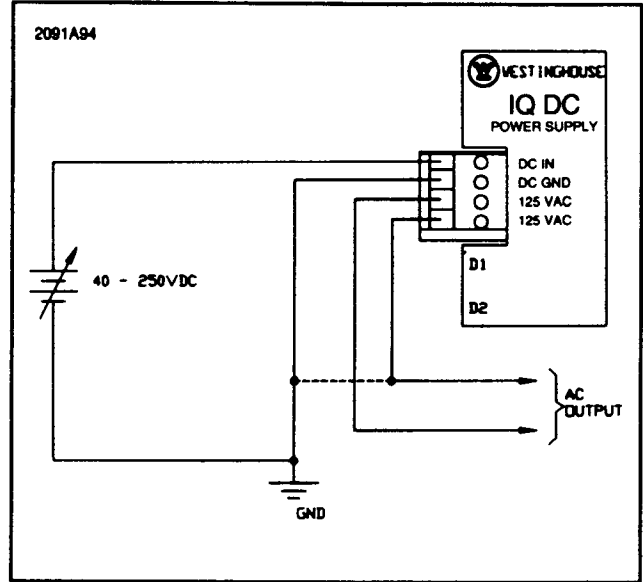 2091A94
WESTINGHOUSE
IQ DC
POWER SUPPLY
DC IN
DC GND
125 VAC
125 VAC
D1
D2
40 - 250VDC
AC
OUTPUT
GND